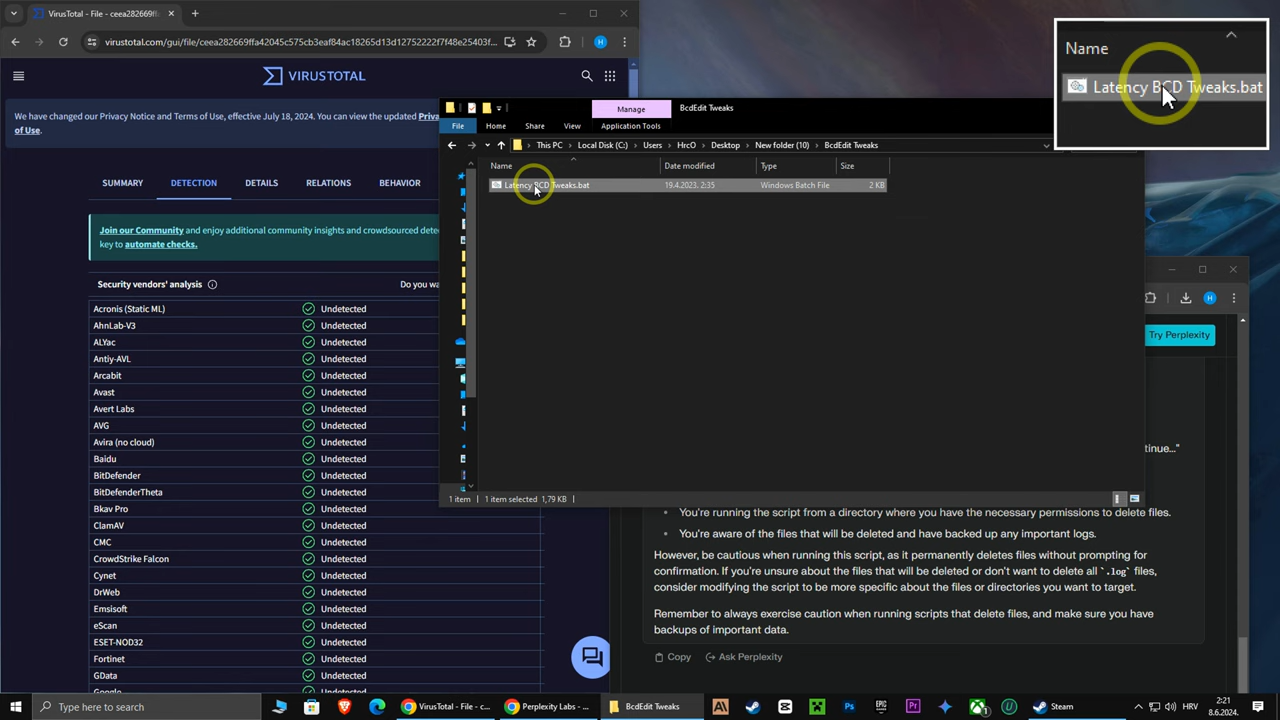 VirusTotal - File - ceea282669f
virustotal.com/gui/file/ceea282669ffa42045c575cb3eaf84ac18265d13d12752222f7f48e25403f...
H
VIRUSTOTAL
We have changed our Privacy Notice and Terms of Use, effective July 18, 2024. You can view the updated Priva
of Use.
SUMMARY
DETECTION
DETAILS
RELATIONS
BEHAVIOR
Join our Community and enjoy additional community insights and crowdsourced dete
key to automate checks.
Security vendors' analysis
Do you wa
Acronis (Static ML)
Undetected
AhnLab-V3
Undetected
ALYac
Undetected
Antiy-AVL
Undetected
Arcabit
Undetected
Avast
Undetected
Avert Labs
Undetected
AVG
Undetected
Avira (no cloud)
Undetected
Baidu
Undetected
BitDefender
Undetected
BitDefenderTheta
Undetected
Bkav Pro
Undetected
ClamAV
Undetected
CMC
Undetected
CrowdStrike Falcon
Undetected
Cynet
Undetected
DrWeb
Undetected
Emsisoft
Undetected
eScan
Undetected
ESET-NOD32
Undetected
Fortinet
Undetected
GData
Undetected
Google
Manage
BcdEdit Tweaks
File
Home
Share
View
Application Tools
This PC
Local Disk (C:)
Users
HrcO
Desktop
New folder (10)
BcdEdit Tweaks
Name
Date modified
Type
Size
Latency BCD Tweaks.bat
19.4.2023. 2:35
Windows Batch File
2 KB
1 item
1 item selected 1,79 KB
Name
Latency BCD Tweaks.bat
H
Try Perplexity
ntinue..."
You're running the script from a directory where you have the necessary permissions to delete files.
You're aware of the files that will be deleted and have backed up any important logs.
However, be cautious when running this script, as it permanently deletes files without prompting for
confirmation. If you're unsure about the files that will be deleted or don't want to delete all `.log` files,
consider modifying the script to be more specific about the files or directories you want to target.
Remember to always exercise caution when running scripts that delete files, and make sure you have
backups of important data.
Copy
Ask Perplexity
Type here to search
VirusTotal - File - c...
Perplexity Labs - ...
BcdEdit Tweaks
Steam
HRV
2:21
8.6.2024.